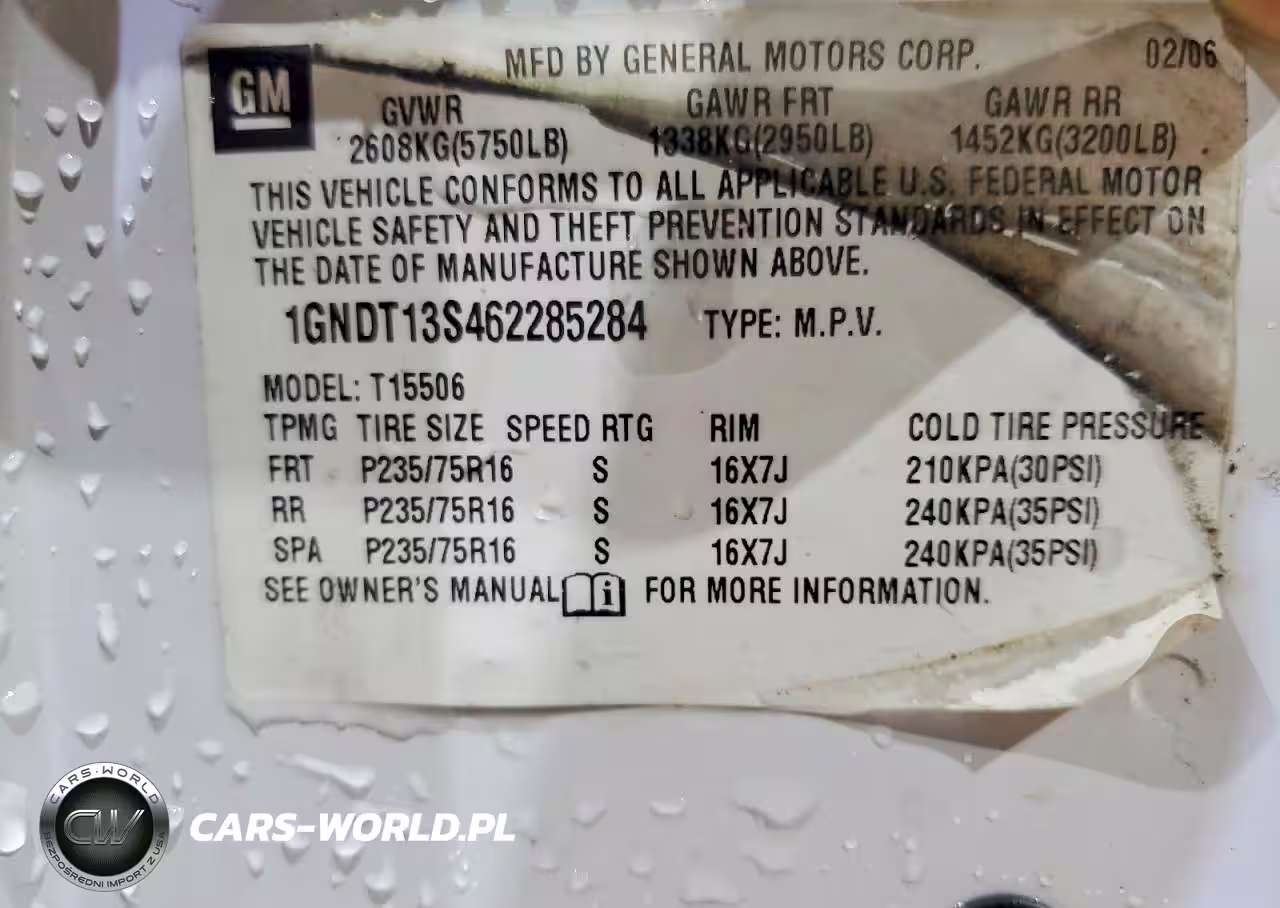 GM
MFD BY GENERAL MOTORS CORP. 02/06
GVWR GAWR FRT GAWR RR
2608KG(5750LB) 1338KG(2950LB) 1452KG(3200LB)
THIS VEHICLE CONFORMS TO ALL APPLICABLE U.S. FEDERAL MOTOR
VEHICLE SAFETY AND THEFT PREVENTION STANDARDS IN EFFECT ON
THE DATE OF MANUFACTURE SHOWN ABOVE.
1GNDT13S462285284 TYPE: M.P.V.
MODEL: T15506
TPMG TIRE SIZE SPEED RTG RIM COLD TIRE PRESSURE
FRT P235/75R16 S 16X7J 210KPA(30PSI)
RR P235/75R16 S 16X7J 240KPA(35PSI)
SPA P235/75R16 S 16X7J 240KPA(35PSI)
SEE OWNER'S MANUAL i FOR MORE INFORMATION.
CARS-WORLD
CW
BEZPOŚREDNI IMPORT Z USA
CARS-WORLD.PL